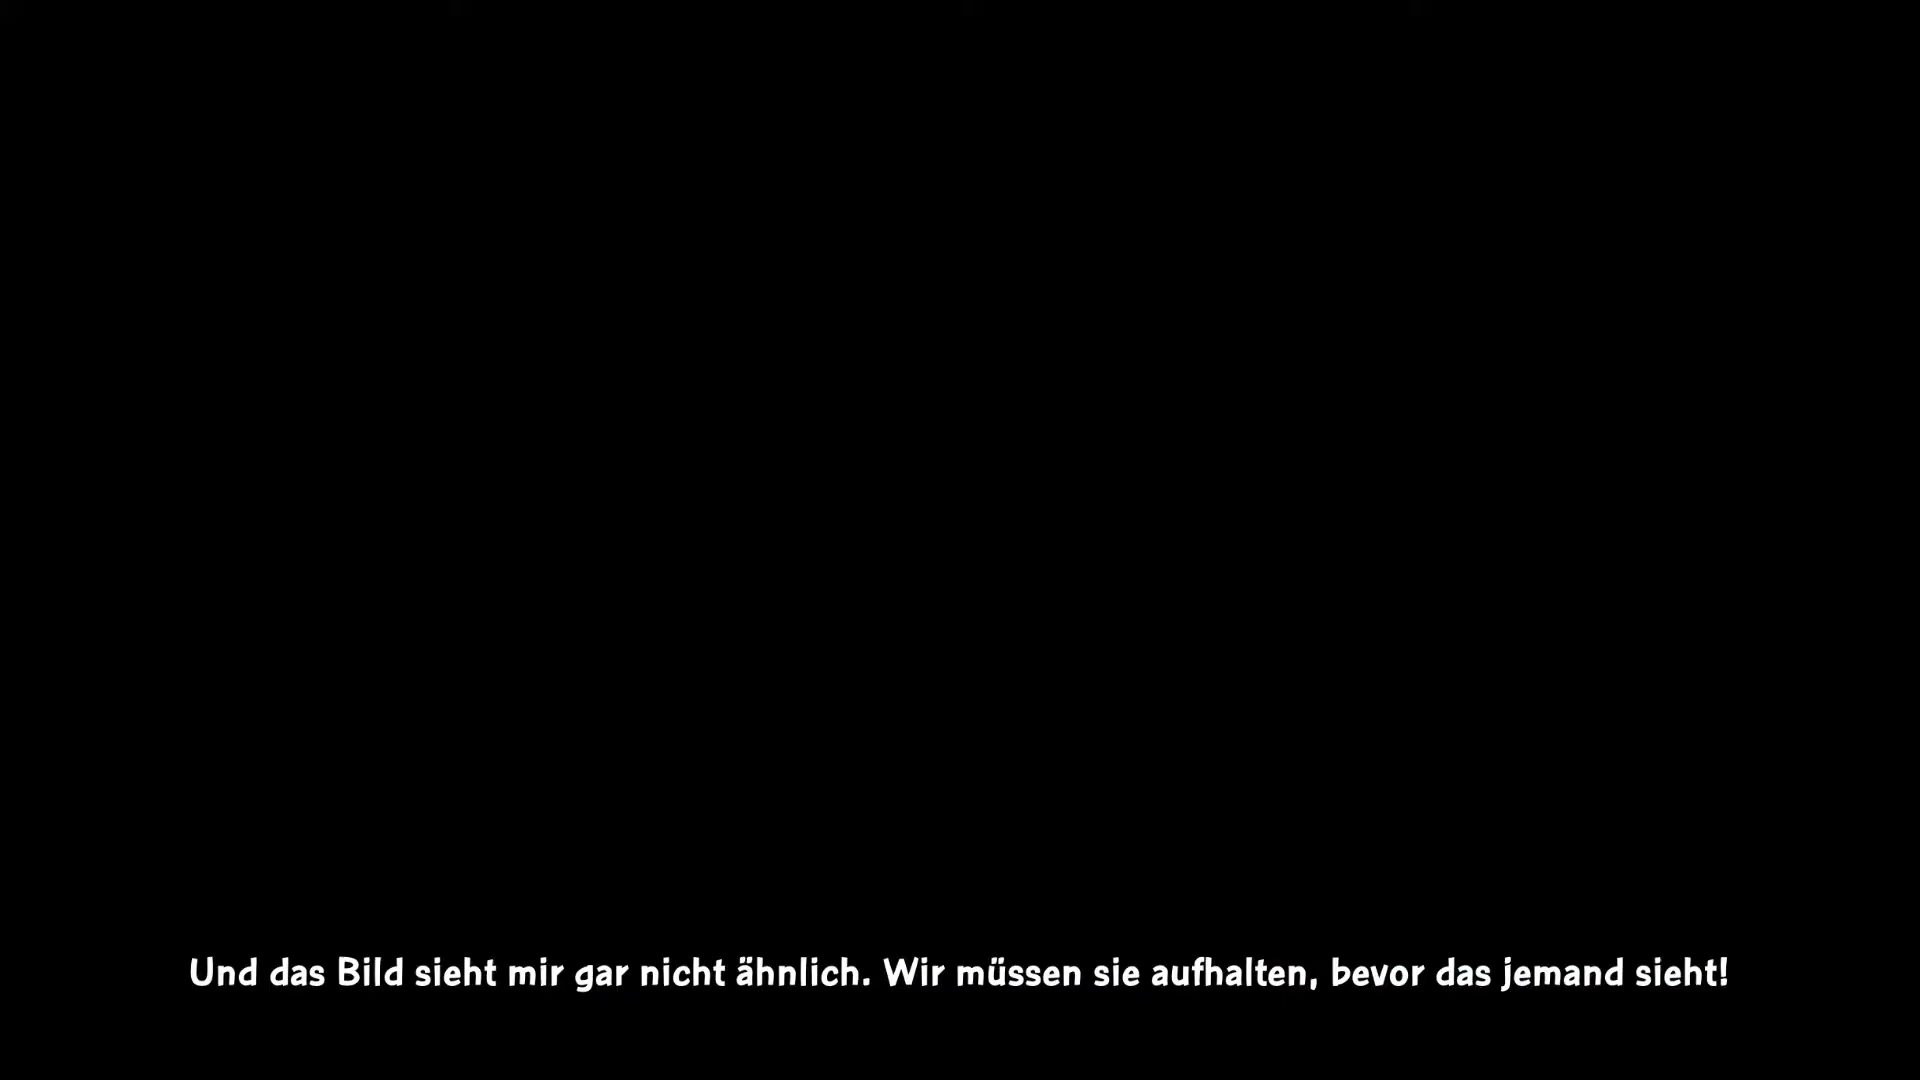 Und das Bild sieht mir gar nicht ähnlich. Wir müssen sie aufhalten, bevor das jemand sieht!